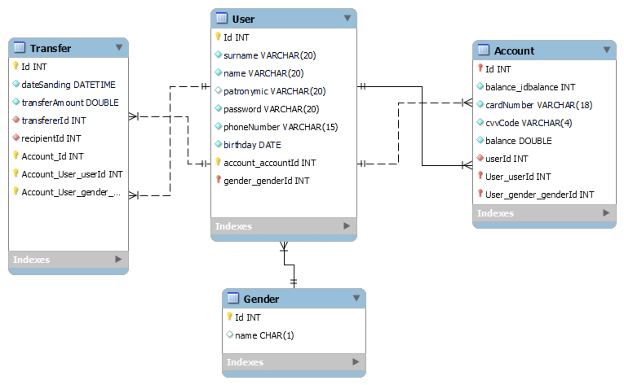 Transfer
Id INT
dateSanding DATETIME
transferAmount DOUBLE
transfererId INT
recipientId INT
Account_Id INT
Account_User_userId INT
Account_User_gender_...
Indexes
User
Id INT
surname VARCHAR(20)
name VARCHAR(20)
patronymic VARCHAR(20)
password VARCHAR(20)
phoneNumber VARCHAR(15)
birthday DATE
account_accountId INT
gender_genderId INT
Indexes
Account
Id INT
balance_idbalance INT
cardNumber VARCHAR(18)
cvvCode VARCHAR(4)
balance DOUBLE
userId INT
User_userId INT
User_gender_genderId INT
Indexes
Gender
Id INT
name CHAR(1)
Indexes